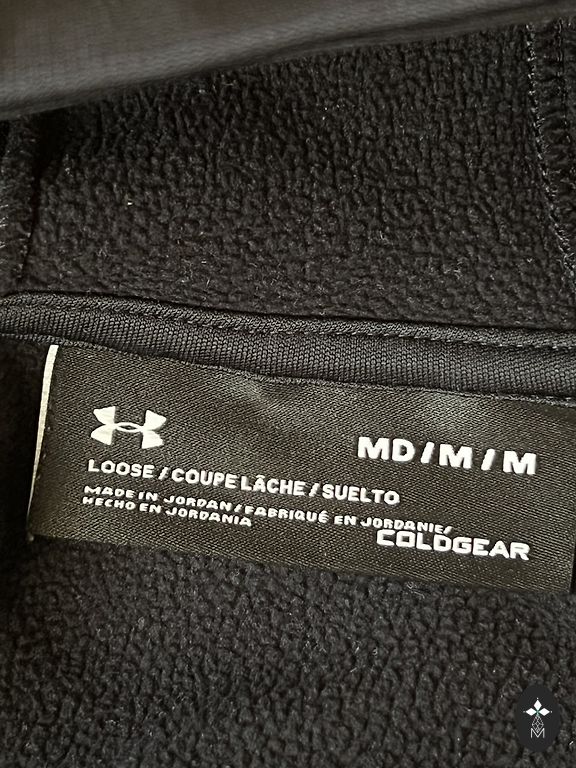 MD/M/M
LOOSE/COUPE LÂCHE/SUELTO
MADE IN JORDAN/FABRIQUÉ EN JORDANIE/
HECHO EN JORDANIA
COLDGEAR
M